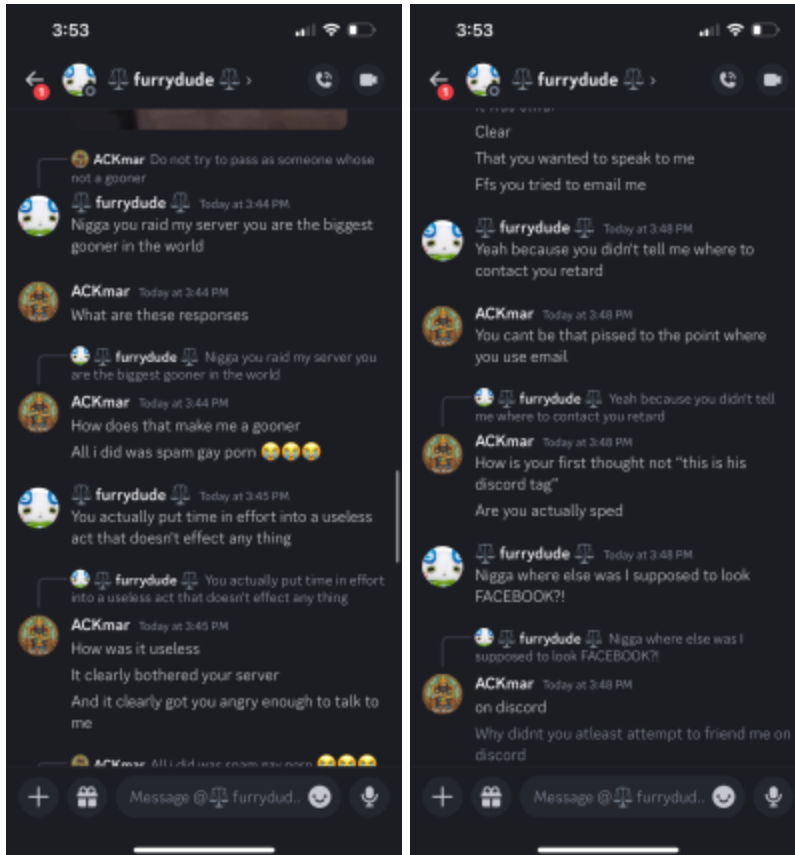 3:53
1
furrydude ›
ACKmar Do not try to pass as someone whose
not a gooner
furrydude Today at 3:44 PM
Nigga you raid my server you are the biggest
gooner in the world
ACKmar Today at 3:44 PM
What are these responses
furrydude Nigga you raid my server you
are the biggest gooner in the world
ACKmar Today at 3:44 PM
How does that make me a gooner
All i did was spam gay porn 😭😭😭
furrydude Today at 3:45 PM
You actually put time in effort into a useless
act that doesn't effect any thing
furrydude You actually put time in effort
into a useless act that doesn't effect any thing
ACKmar Today at 3:45 PM
How was it useless
It clearly bothered your server
And it clearly got you angry enough to talk to
me
ACKmar All i did was spam gay porn 😭😭😭
Message @⚖ furrydud..
3:53
1
furrydude ›
Clear
That you wanted to speak to me
Ffs you tried to email me
furrydude Today at 3:48 PM
Yeah because you didn't tell me where to
contact you retard
ACKmar Today at 3:48 PM
You cant be that pissed to the point where
you use email
furrydude Yeah because you didn't tell
me where to contact you retard
ACKmar Today at 3:48 PM
How is your first thought not "this is his
discord tag"
Are you actually sped
furrydude Today at 3:48 PM
Nigga where else was I supposed to look
FACEBOOK?!
furrydude Nigga where else was I
supposed to look FACEBOOK?!
ACKmar Today at 3:48 PM
on discord
Why didnt you atleast attempt to friend me on
discord
Message @⚖ furrydud..